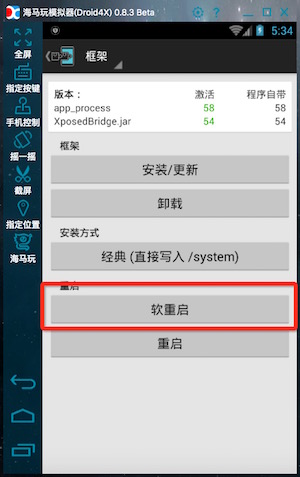 海马玩模拟器(Droid4X) 0.8.3 Beta
5:34
全屏
指定按键
手机控制
摇一摇
截屏
指定位置
海马玩
框架
版本： 激活 程序自带
app_process 58 58
XposedBridge.jar 54 54
框架
安装/更新
卸载
安装方式
经典 (直接写入 /system)
重启
软重启
重启